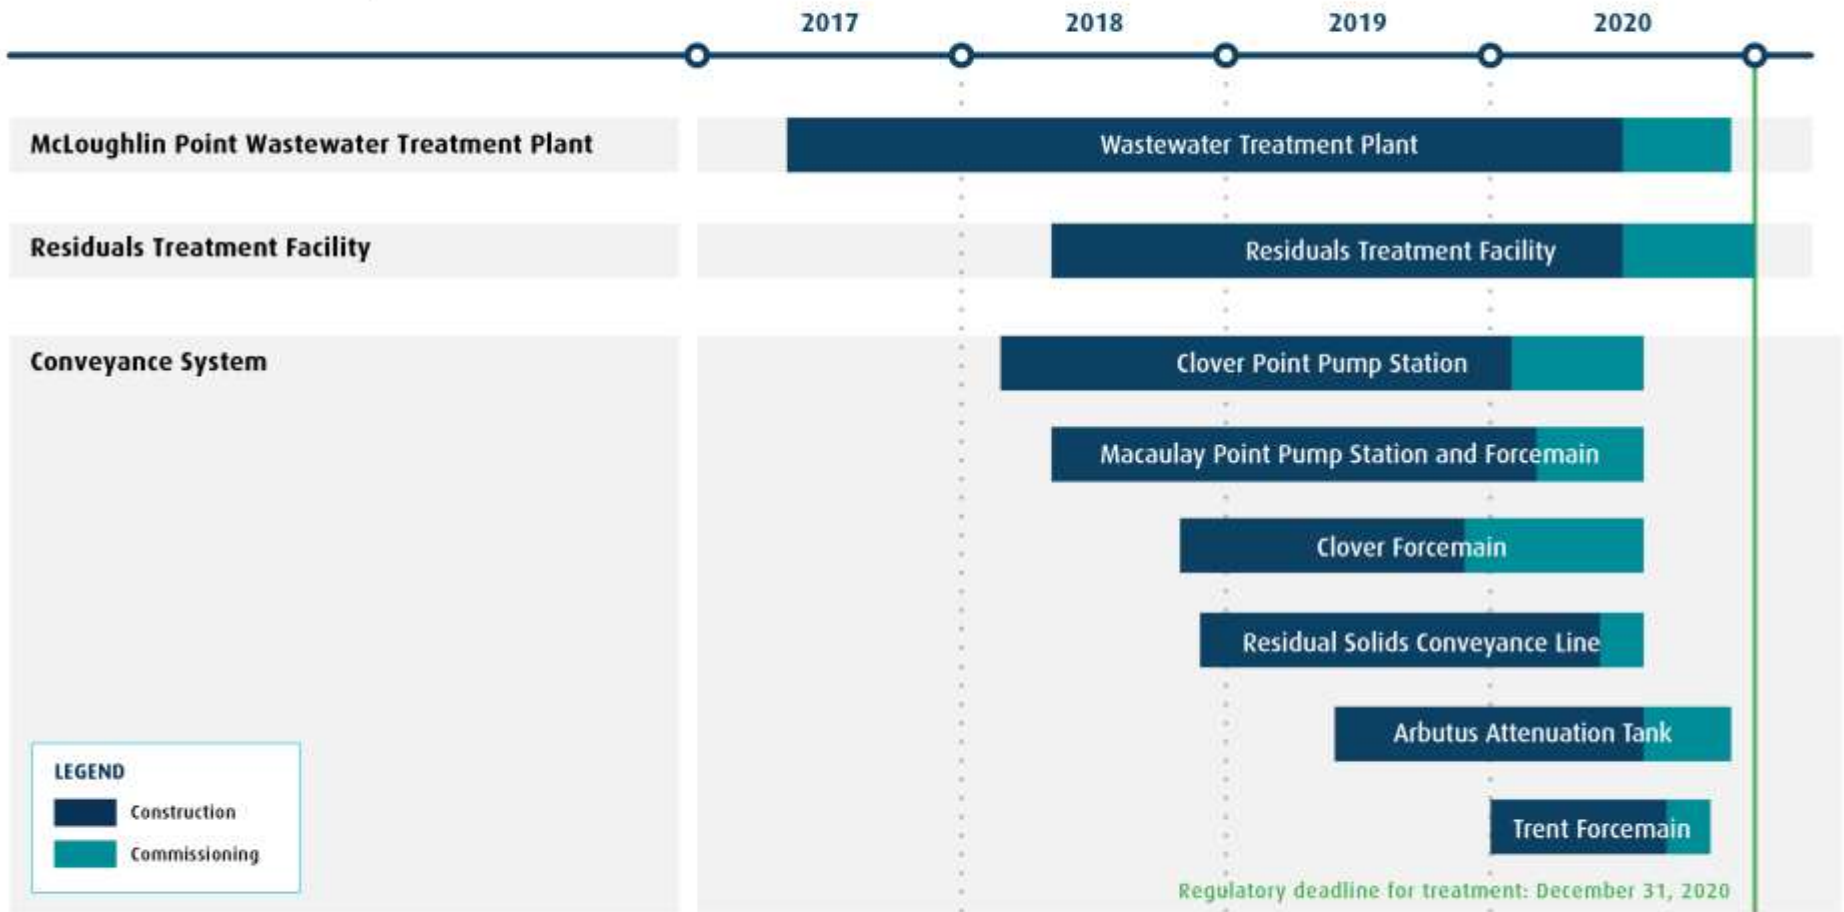 2017 2018 2019 2020
McLoughlin Point Wastewater Treatment Plant
Wastewater Treatment Plant
Residuals Treatment Facility
Residuals Treatment Facility
Conveyance System
Clover Point Pump Station
Macaulay Point Pump Station and Forcemain
Clover Forcemain
Residual Solids Conveyance Line
Arbutus Attenuation Tank
Trent Forcemain
LEGEND
Construction
Commissioning
Regulatory deadline for treatment: December 31, 2020